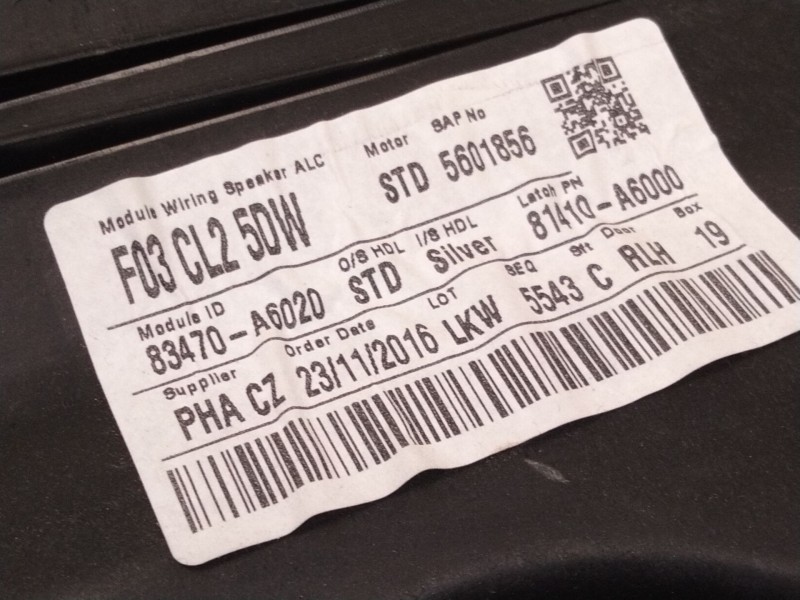 Module Wiring Speaker ALC Motor SAP No
F03 CL2 5DW STD 5601856
Module ID O/S HDL I/S HDL Latch PN
83470-A6020 STD Silver 81410-A6000
Supplier Order Date LOT SEQ Sft Door Box
PHA CZ 23/11/2016 LKW 5543 C RLH 19